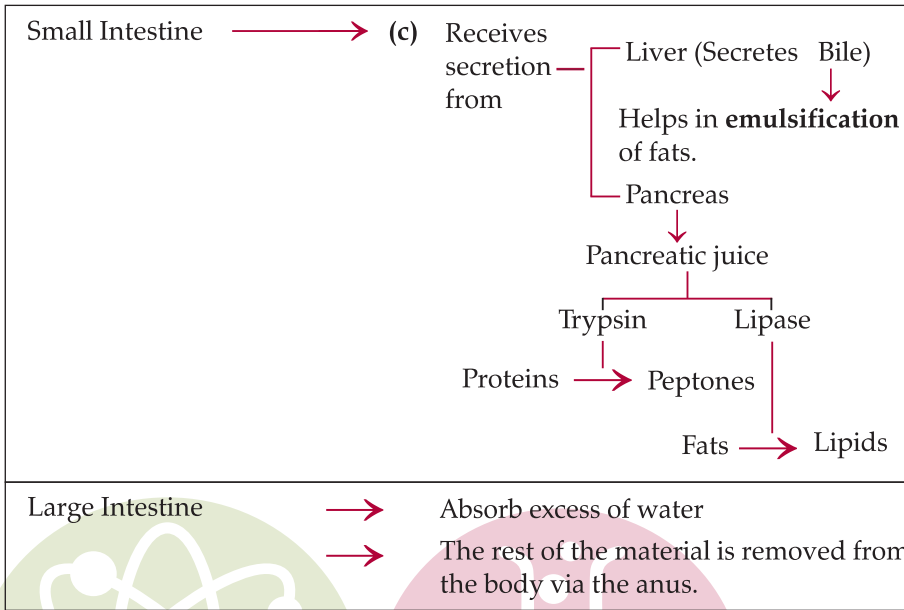 Small Intestine (c) Receives
secretion
from
Liver (Secretes Bile)
Helps in emulsification
of fats.
Pancreas
Pancreatic juice
Trypsin Lipase
Proteins Peptones
Fats Lipids
Large Intestine Absorb excess of water
The rest of the material is removed from
the body via the anus.